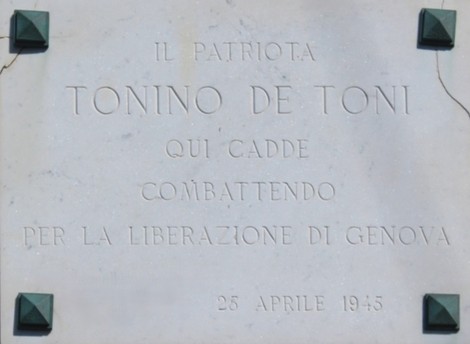 IL PATRIOTA
TONINO DE TONI
QUI CADDE
COMBATTENDO
PER LA LIBERAZIONE DI GENOVA
25 APRILE 1945